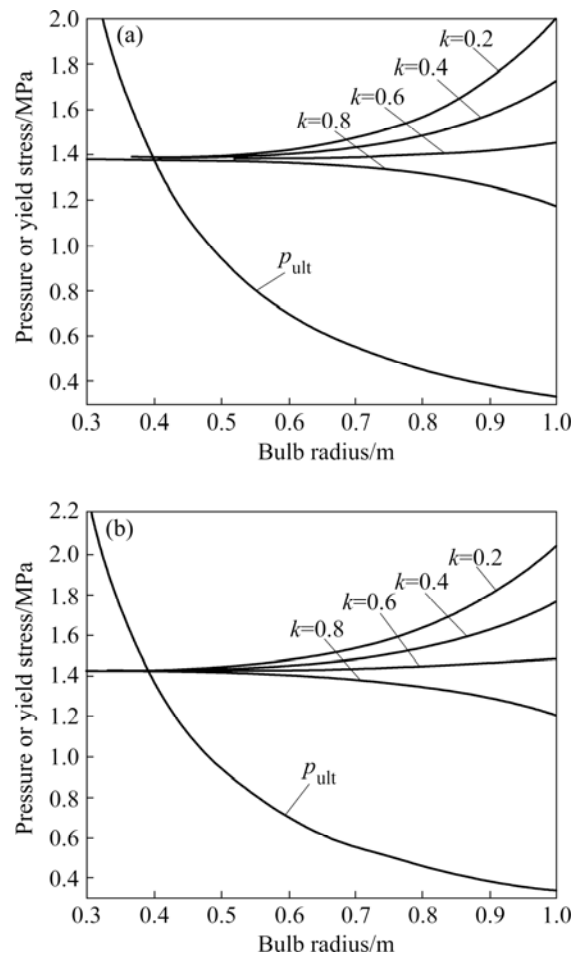 (a)
Pressure or yield stress/MPa
2.0
1.8
1.6
1.4
1.2
1.0
0.8
0.6
0.4
k=0.2
k=0.4
k=0.6
k=0.8
p_ult
0.3 0.4 0.5 0.6 0.7 0.8 0.9 1.0
Bulb radius/m
(b)
Pressure or yield stress/MPa
2.2
2.0
1.8
1.6
1.4
1.2
1.0
0.8
0.6
0.4
k=0.2
k=0.4
k=0.6
k=0.8
p_ult
0.3 0.4 0.5 0.6 0.7 0.8 0.9 1.0
Bulb radius/m